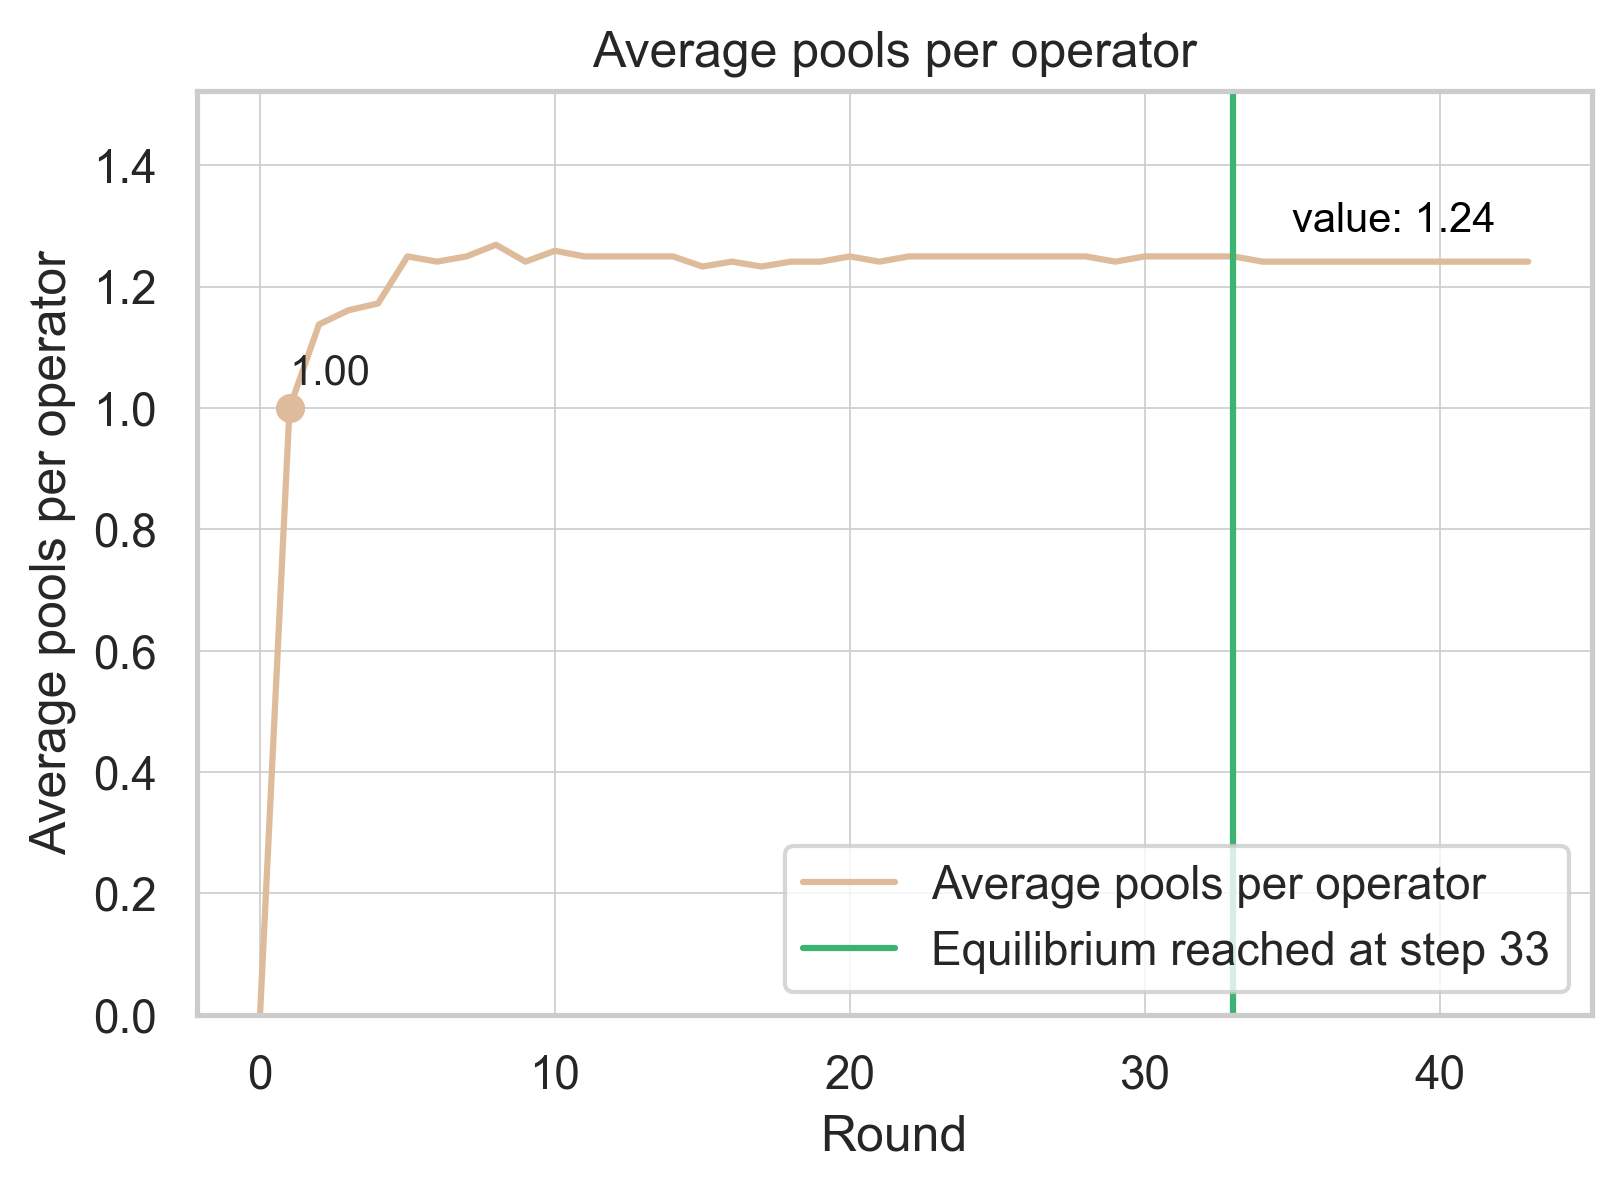 Average pools per operator
Average pools per operator
1.4
1.2
1.0
0.8
0.6
0.4
0.2
0.0
value: 1.24
1.00
Average pools per operator
Equilibrium reached at step 33
0 10 20 30 40
Round